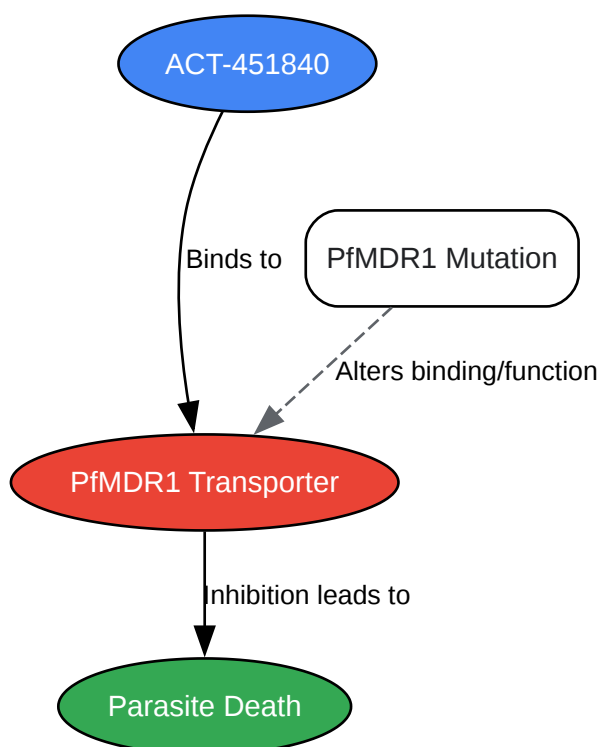 ACT-451840
Binds to
PfMDR1 Mutation
Alters binding/function
PfMDR1 Transporter
Inhibition leads to
Parasite Death